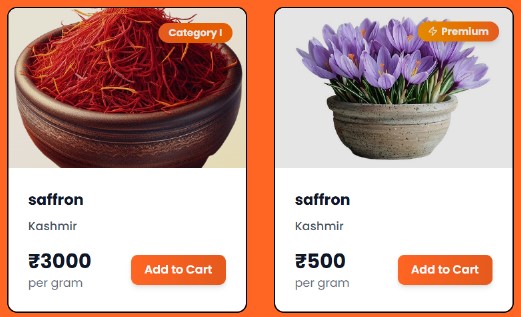 Category I
saffron
Kashmir
₹3000
per gram
Add to Cart
Premium
saffron
Kashmir
₹500
per gram
Add to Cart